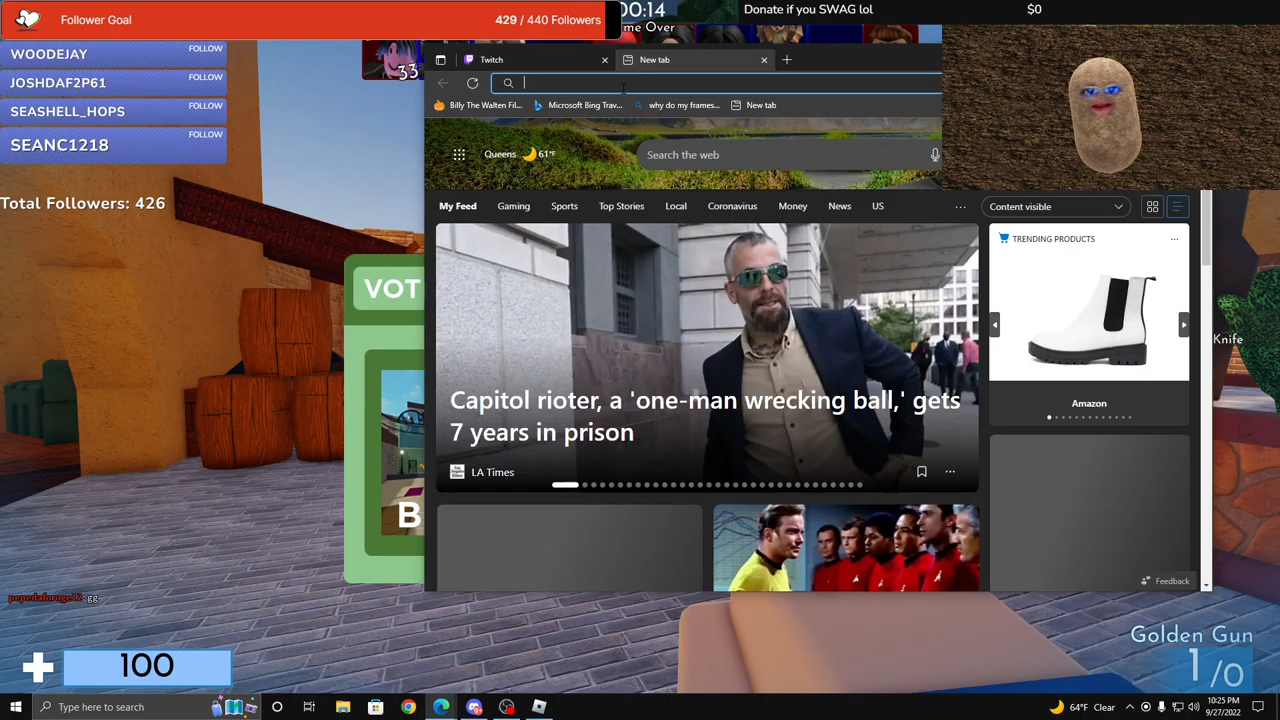 Follower Goal
429 / 440 Followers
00:14
me Over
Donate if you SWAG lol
$0
WOODEJAY
FOLLOW
JOSHDAF2P61
FOLLOW
SEASHELL_HOPS
FOLLOW
SEANC1218
FOLLOW
Total Followers: 426
33
Twitch
New tab
Billy The Walten Fil...
Microsoft Bing Trav...
why do my frames...
New tab
Queens
61°F
Search the web
My Feed
Gaming
Sports
Top Stories
Local
Coronavirus
Money
News
US
Content visible
TRENDING PRODUCTS
VOT
Knife
Capitol rioter, a 'one-man wrecking ball,' gets
7 years in prison
LA Times
Amazon
B
Feedback
pepedaforoge12: gg
100
Golden Gun
1/0
Type here to search
64°F Clear
10:25 PM
9/27/2022